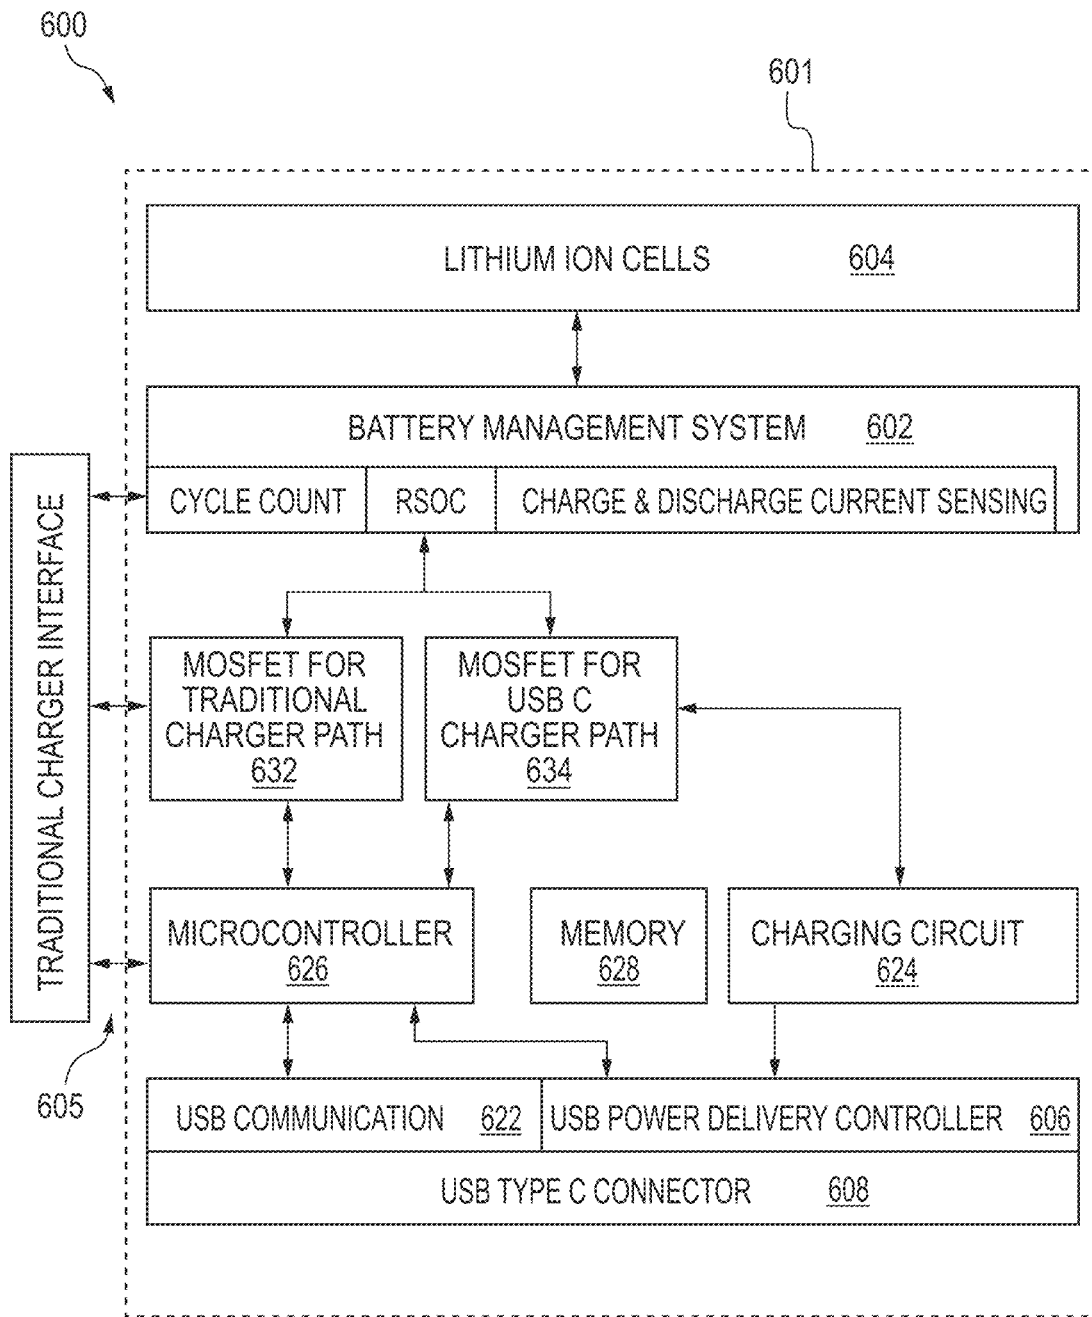 600
601
LITHIUM ION CELLS 604
BATTERY MANAGEMENT SYSTEM 602
CYCLE COUNT RSOC CHARGE & DISCHARGE CURRENT SENSING
TRADITIONAL CHARGER INTERFACE
MOSFET FOR
TRADITIONAL
CHARGER PATH
632
MOSFET FOR
USB C
CHARGER PATH
634
MICROCONTROLLER
626
MEMORY
628
CHARGING CIRCUIT
624
605
USB COMMUNICATION 622
USB POWER DELIVERY CONTROLLER 606
USB TYPE C CONNECTOR 608